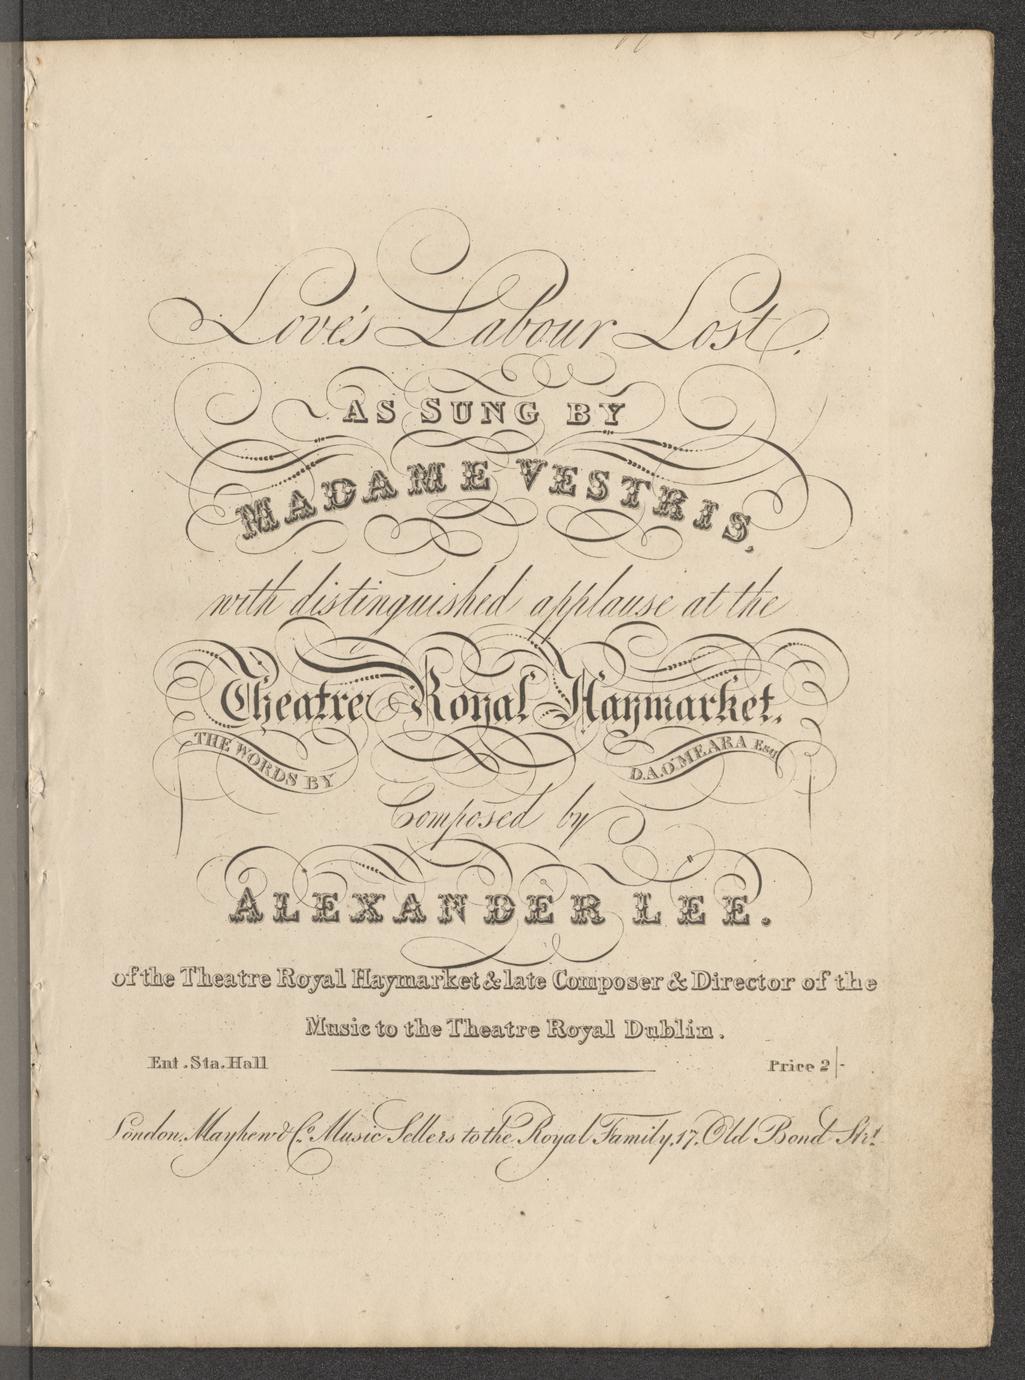 Love's Labour Lost.
AS SUNG BY
MADAME VESTRIS,
with distinguished applause at the
Theatre Royal Haymarket.
THE WORDS BY D.A. O'MEARA Esqr
Composed by
ALEXANDER LEE.
of the Theatre Royal Haymarket & late Composer & Director of the
Music to the Theatre Royal Dublin.
Ent. Sta. Hall Price 2/-
London, Mayhew & Co. Music Sellers to the Royal Family, 17, Old Bond Strt.